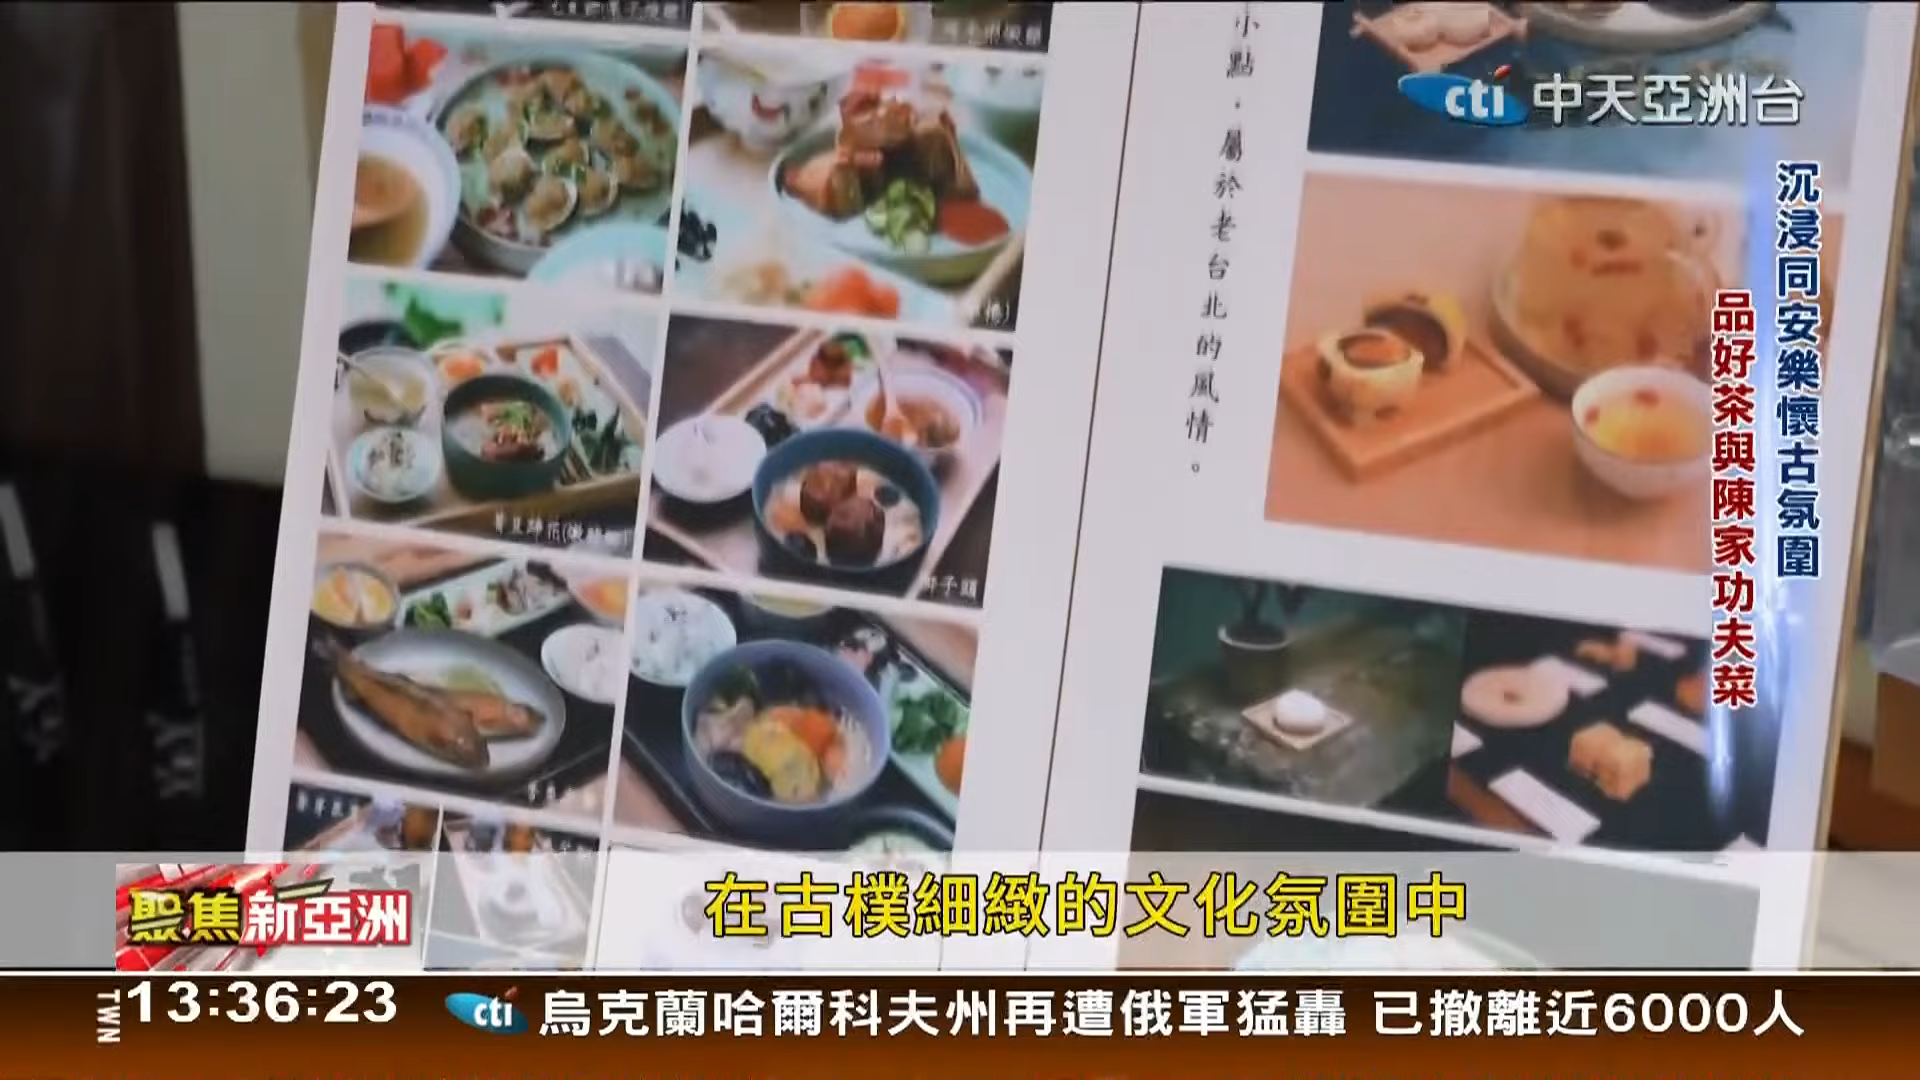 cti 中天亞洲台
沉浸同安樂懷古氛圍
品好茶與陳家功夫菜
小點，屬於老台北的風情。
獅子頭
在古樸細緻的文化氛圍中
聚焦新亞洲
TWN 13:36:23
cti 烏克蘭哈爾科夫州再遭俄軍猛轟 已撤離近6000人